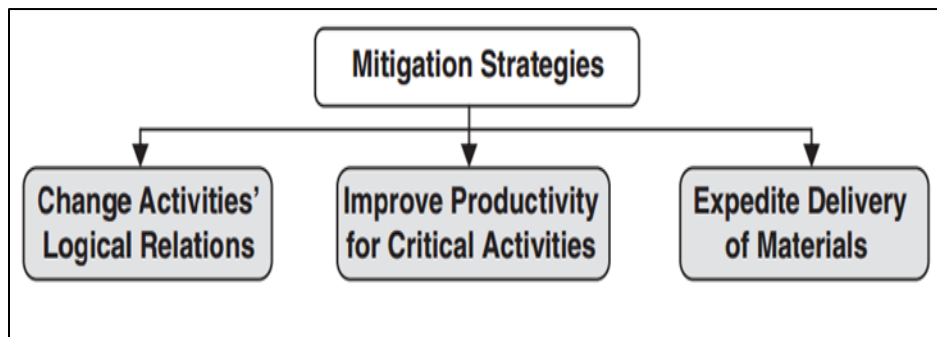 Mitigation Strategies
Change Activities’
Logical Relations
Improve Productivity
for Critical Activities
Expedite Delivery
of Materials